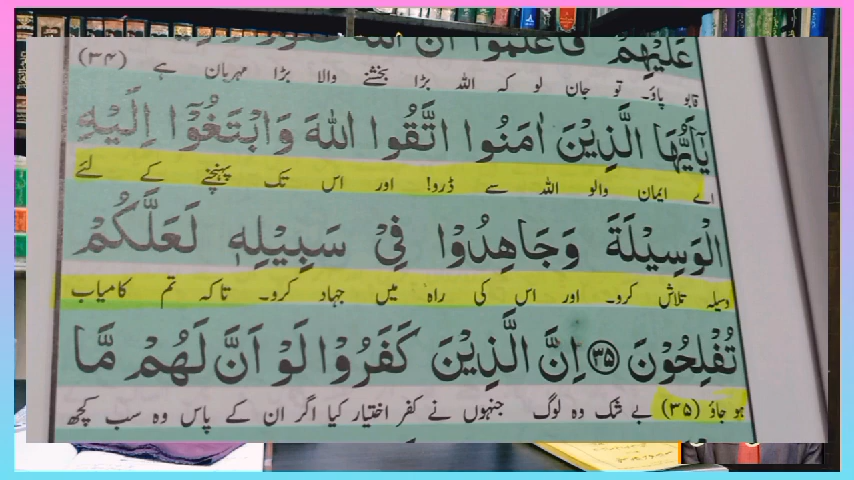 عَلَيْهِمْ فَاعْلَمُوْا اَنَّ اللّٰهَ
قابو پاؤ۔ تو جان لو کہ اللہ بڑا بخشنے والا بڑا مہربان ہے (۳۴)
يٰۤاَيُّهَا الَّذِيْنَ اٰمَنُوا اتَّقُوا اللّٰهَ وَابْتَغُوْۤا اِلَيْهِ
اے ایمان والو اللہ سے ڈرو! اور اس تک پہنچنے کے لئے
الْوَسِيْلَةَ وَجَاهِدُوْا فِيْ سَبِيْلِهٖ لَعَلَّكُمْ
وسیلہ تلاش کرو۔ اور اس کی راہ میں جہاد کرو۔ تاکہ تم کامیاب
تُفْلِحُوْنَ ﴿۳۵﴾ اِنَّ الَّذِيْنَ كَفَرُوْا لَوْ اَنَّ لَهُمْ مَّا
ہو جاؤ (۳۵) بے شک وہ لوگ جنہوں نے کفر اختیار کیا اگر ان کے پاس وہ سب کچھ